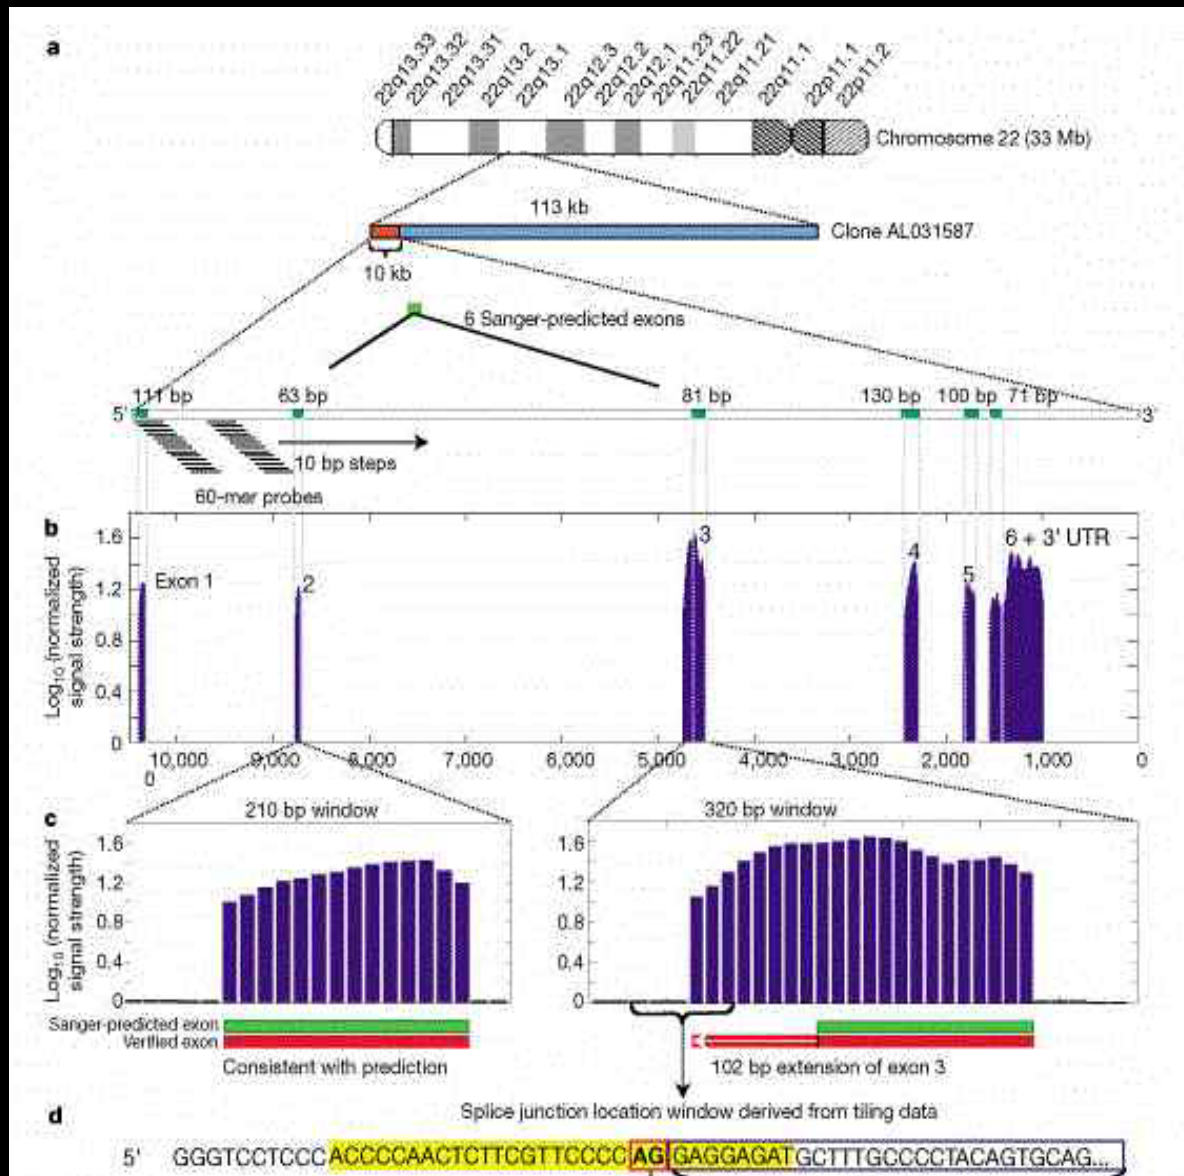 a
22q13.33 22q13.32 22q13.31 22q13.2 22q13.1 22q12.3 22q12.2 22q12.1 22q11.23 22q11.22 22q11.21 22q11.1 22p11.1 22p11.2
Chromosome 22 (33 Mb)
113 kb
Clone AL031587
10 kb
6 Sanger-predicted exons
111 bp 63 bp 81 bp 130 bp 100 bp 71 bp
5' 3'
10 bp steps
60-mer probes
b
Log10 (normalized signal strength)
1.6
1.2
0.8
0.4
0
Exon 1
2
3
4
5
6 + 3' UTR
10,000 9,000 8,000 7,000 6,000 5,000 4,000 3,000 2,000 1,000 0
0
c
210 bp window
320 bp window
Log10 (normalized signal strength)
1.6
1.2
0.8
0.4
0
1.6
1.2
0.8
0.4
0
Sanger-predicted exon
Verified exon
Consistent with prediction
102 bp extension of exon 3
Splice junction location window derived from tiling data
d
5' GGGTCCTCCCACCCCAACTCTTCGTTCCCCAGGAGGAGATGCTTTGCCCCTACAGTGCAG...